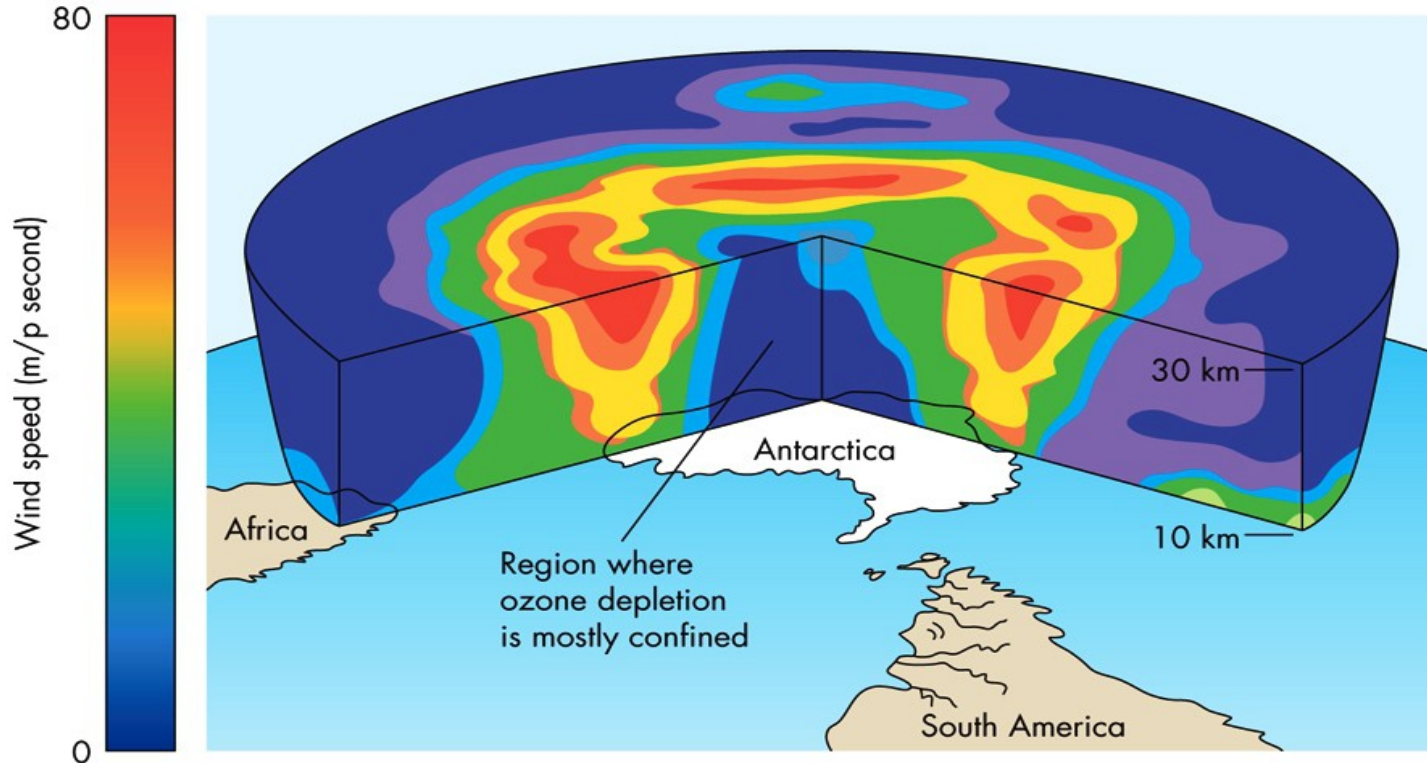 80
Wind speed (m/p second)
0
30 km
10 km
Antarctica
Africa
Region where
ozone depletion
is mostly confined
South America